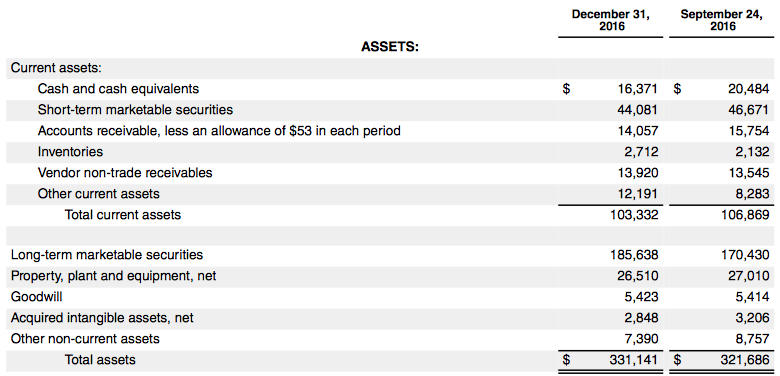 December 31, September 24,
2016 2016
ASSETS:
Current assets:
Cash and cash equivalents $ 16,371 $ 20,484
Short-term marketable securities 44,081 46,671
Accounts receivable, less an allowance of $53 in each period 14,057 15,754
Inventories 2,712 2,132
Vendor non-trade receivables 13,920 13,545
Other current assets 12,191 8,283
Total current assets 103,332 106,869
Long-term marketable securities 185,638 170,430
Property, plant and equipment, net 26,510 27,010
Goodwill 5,423 5,414
Acquired intangible assets, net 2,848 3,206
Other non-current assets 7,390 8,757
Total assets $ 331,141 $ 321,686